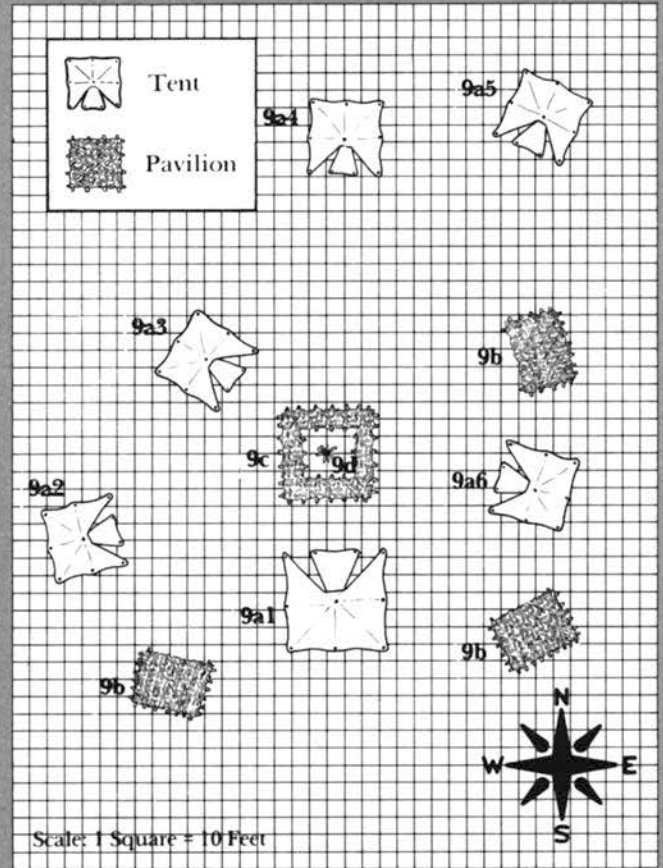 Tent
Pavilion
9a4
9a5
9a3
9b
9c
9d
9a6
9a2
9a1
9b
9b
N
W
E
S
Scale: 1 Square = 10 Feet